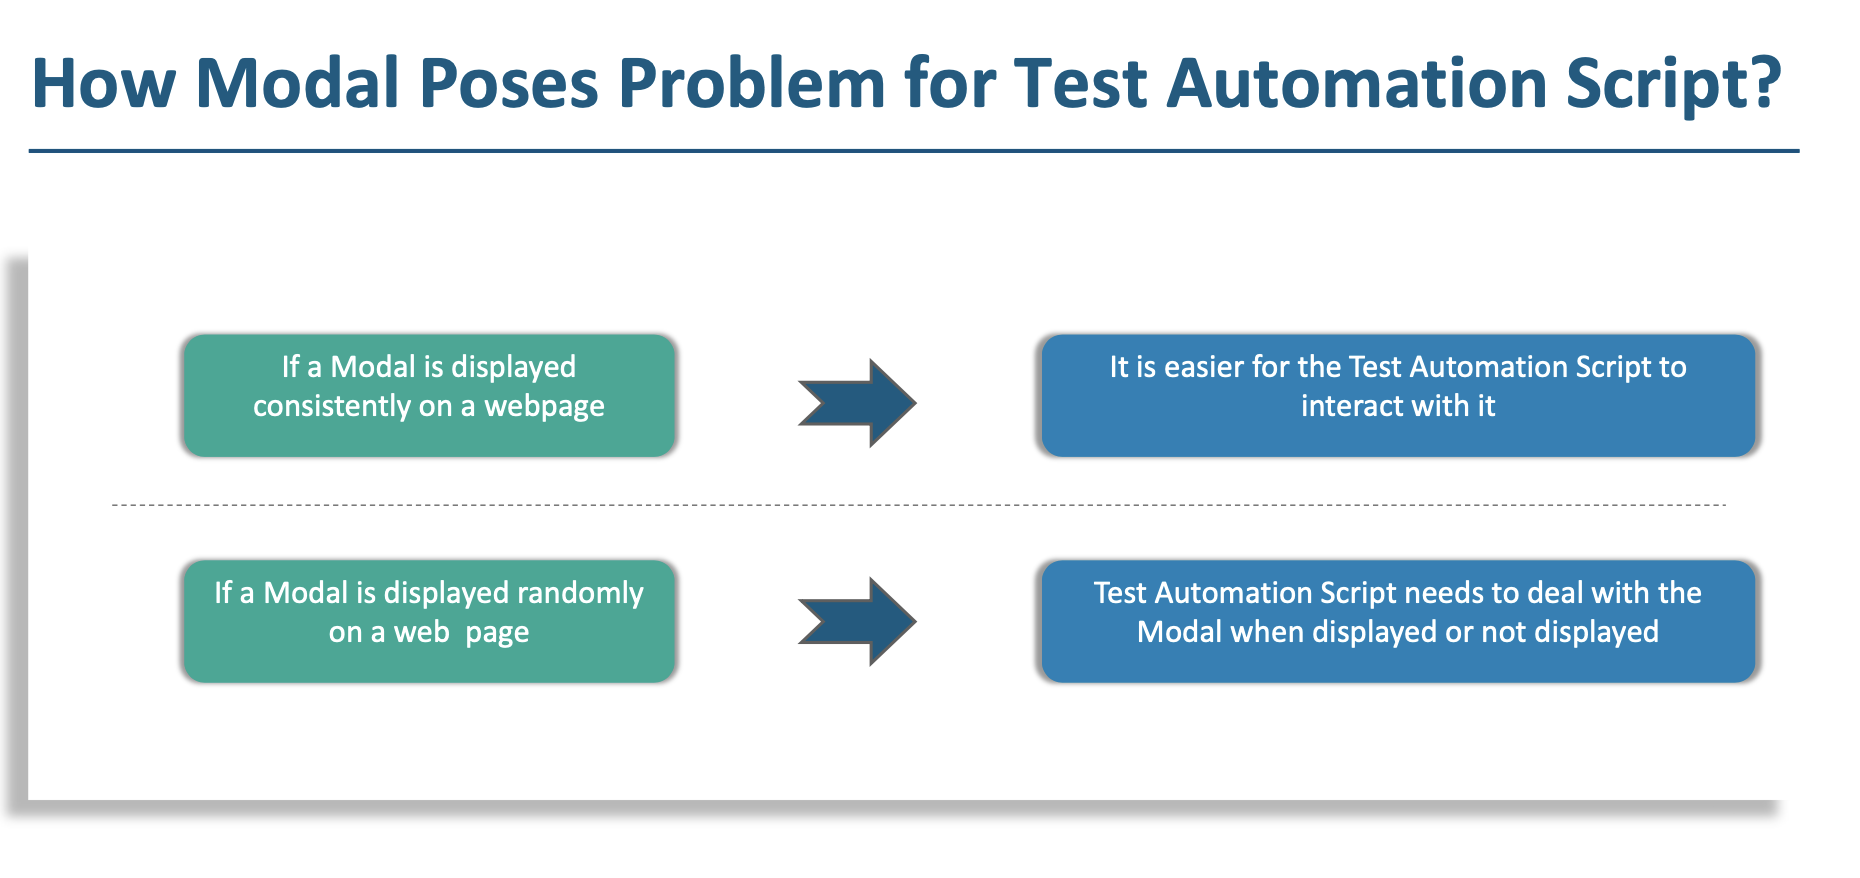 How Modal Poses Problem for Test Automation Script?
If a Modal is displayed
consistently on a webpage
It is easier for the Test Automation Script to
interact with it
If a Modal is displayed randomly
on a web  page
Test Automation Script needs to deal with the
Modal when displayed or not displayed